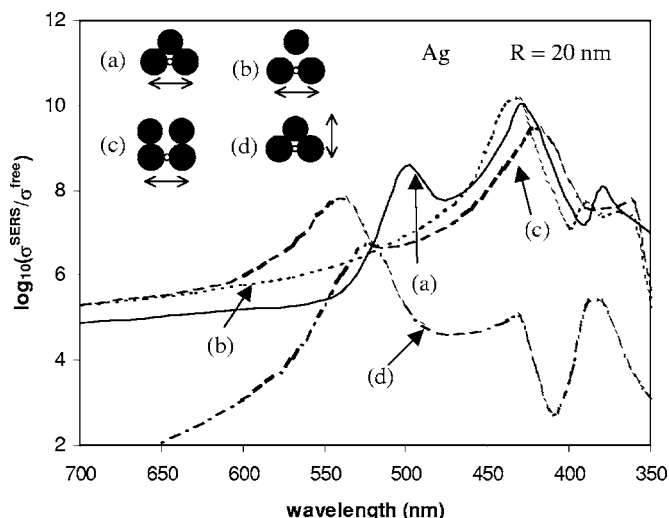 12
10
8
6
4
2
log10(σSERS/σfree)
(a)
(b)
Ag
R = 20 nm
(c)
(d)
(c)
(a)
(b)
(d)
700
650
600
550
500
450
400
350
wavelength (nm)